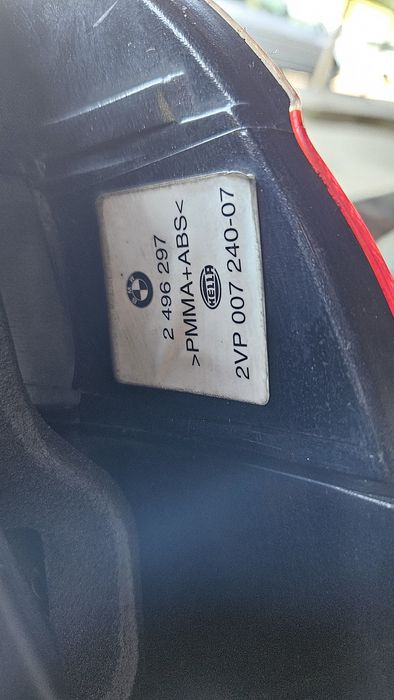 2 496 297
>PMMA+ABS<
HELLA
2VP 007 240-07